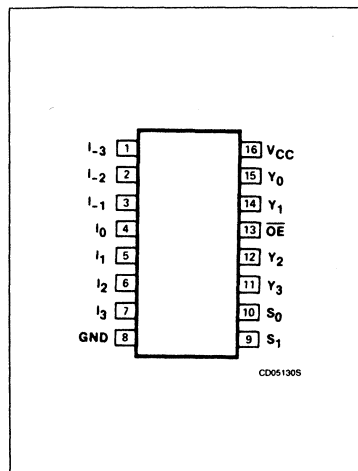 I–3 1
I–2 2
I–1 3
I0 4
I1 5
I2 6
I3 7
GND 8
16 VCC
15 Y0
14 Y1
13 OE
12 Y2
11 Y3
10 S0
9 S1
CD05130S